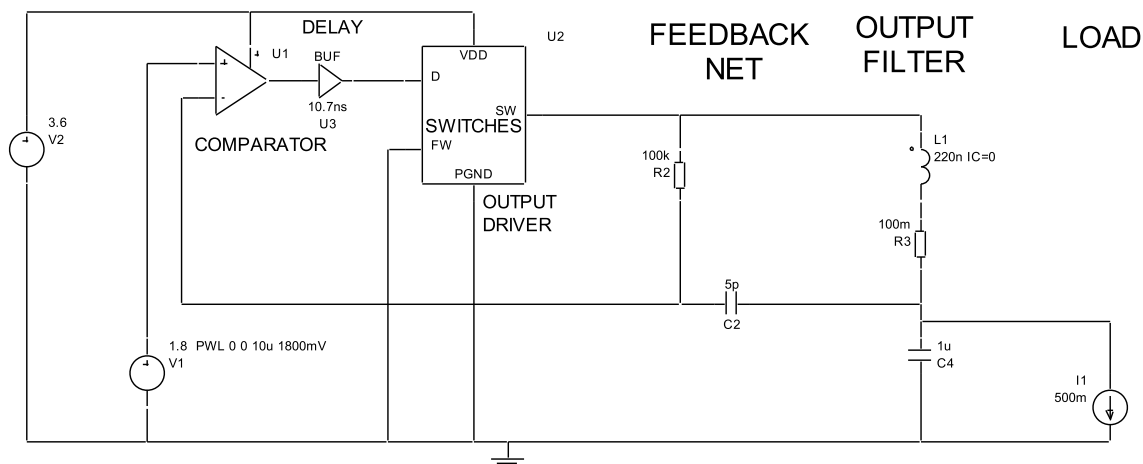 DELAY
U1
BUF
10.7ns
U3
COMPARATOR
3.6
V2
U2
VDD
D
SW
SWITCHES
FW
PGND
OUTPUT
DRIVER
FEEDBACK
NET
OUTPUT
FILTER
LOAD
100k
R2
L1
220n IC=0
100m
R3
5p
C2
1.8 PWL 0 0 10u 1800mV
V1
1u
C4
I1
500m